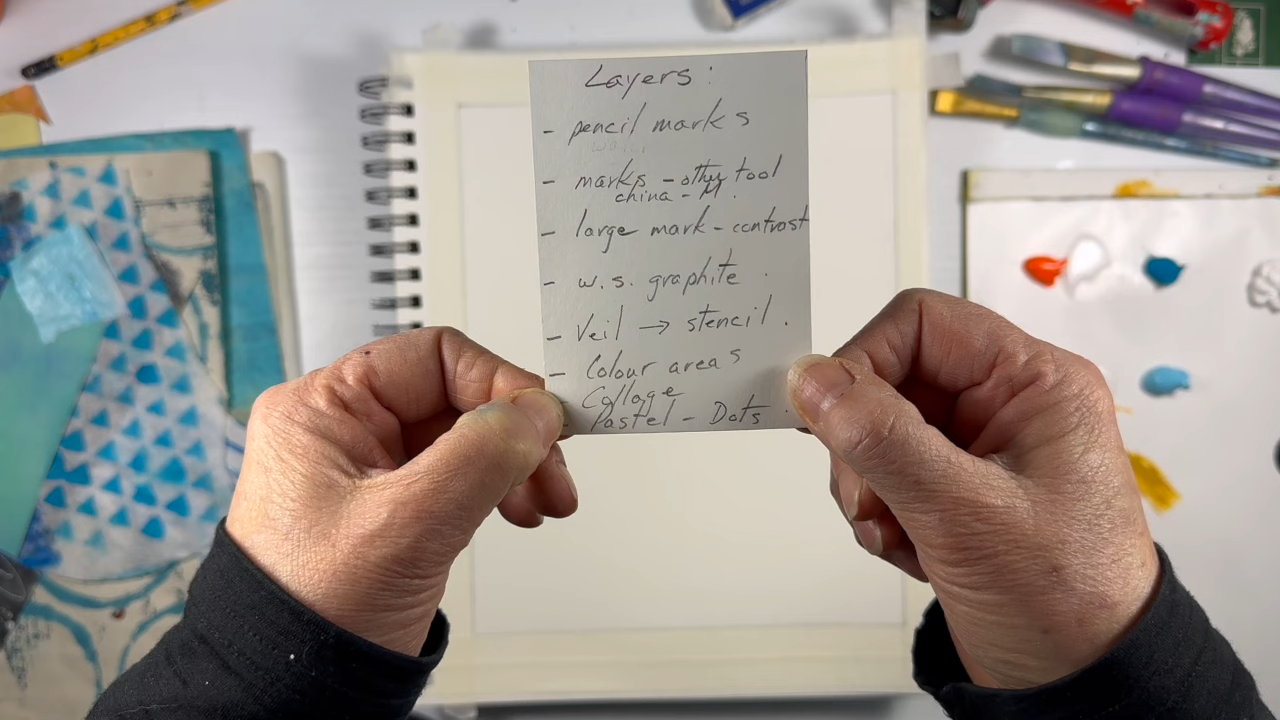 Layers :
- pencil marks
- marks - other tool
china - M .
- large mark - contrast
- w.s. graphite .
- Veil → stencil .
- Colour areas
Collage
- Pastel - Dots .